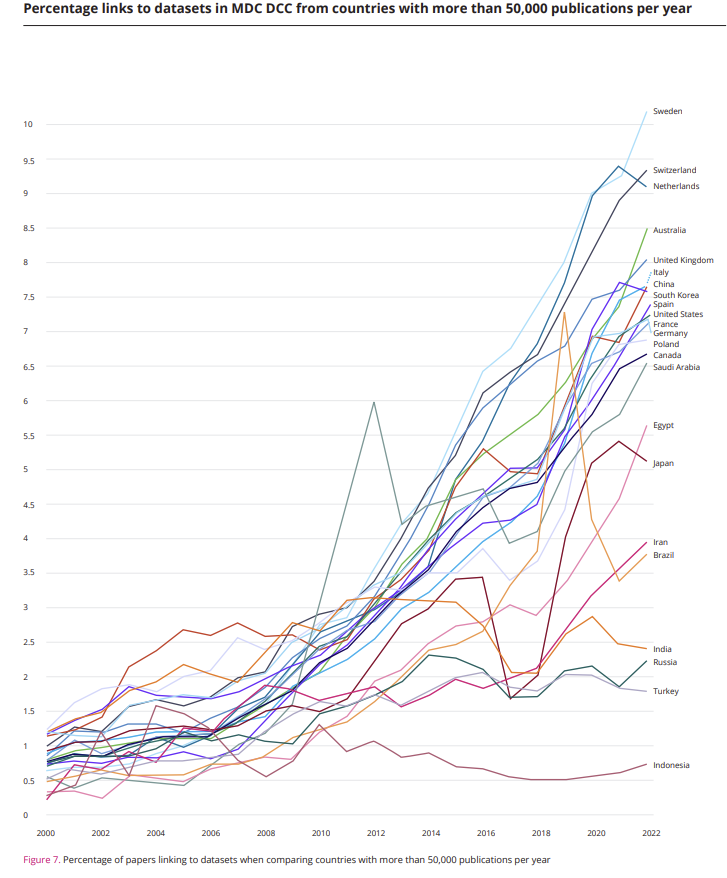 Percentage links to datasets in MDC DCC from countries with more than 50,000 publications per year
10
9.5
9
8.5
8
7.5
7
6.5
6
5.5
5
4.5
4
3.5
3
2.5
2
1.5
1
0.5
0
Sweden
Switzerland
Netherlands
Australia
United Kingdom
Italy
China
South Korea
Spain
United States
France
Germany
Poland
Canada
Saudi Arabia
Egypt
Japan
Iran
Brazil
India
Russia
Turkey
Indonesia
2000 2002 2004 2006 2008 2010 2012 2014 2016 2018 2020 2022
Figure 7. Percentage of papers linking to datasets when comparing countries with more than 50,000 publications per year